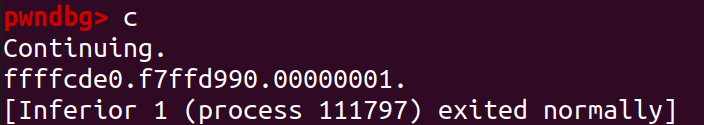 pwndbg> c
Continuing.
ffffcde0.f7ffd990.00000001.
[Inferior 1 (process 111797) exited normally]